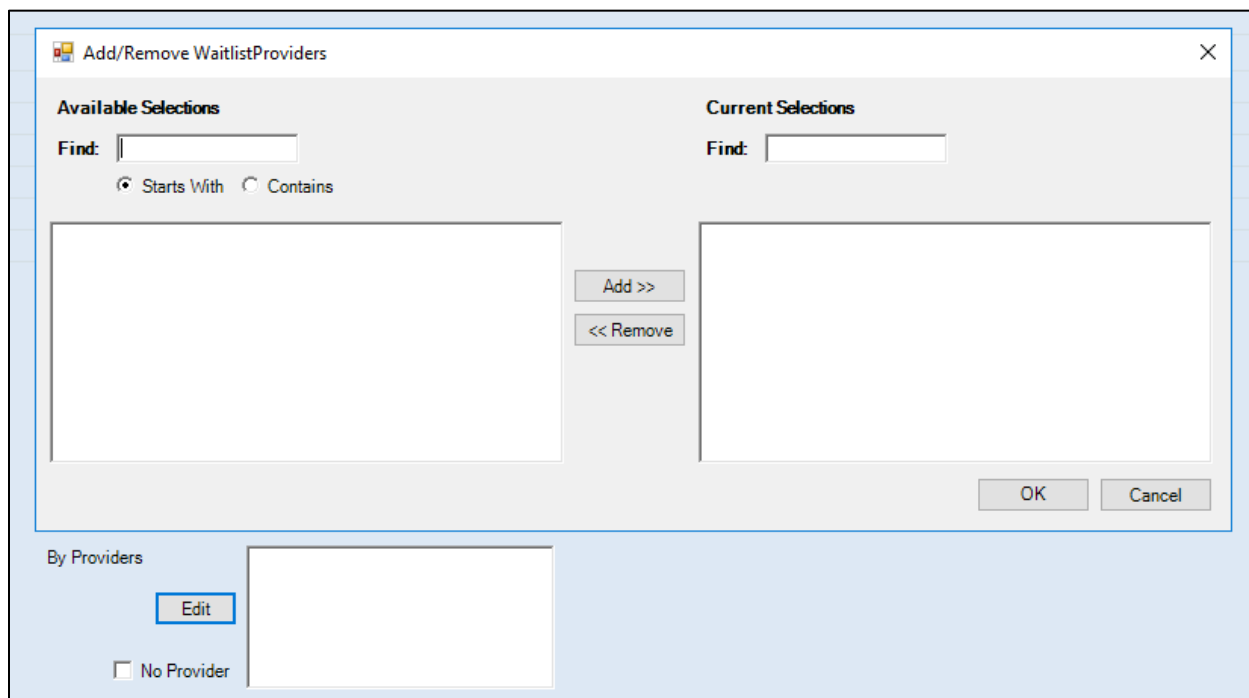 Add/Remove WaitlistProviders
Available Selections
Current Selections
Find:
Find:
Starts With
Contains
Add >>
<< Remove
OK
Cancel
By Providers
Edit
No Provider